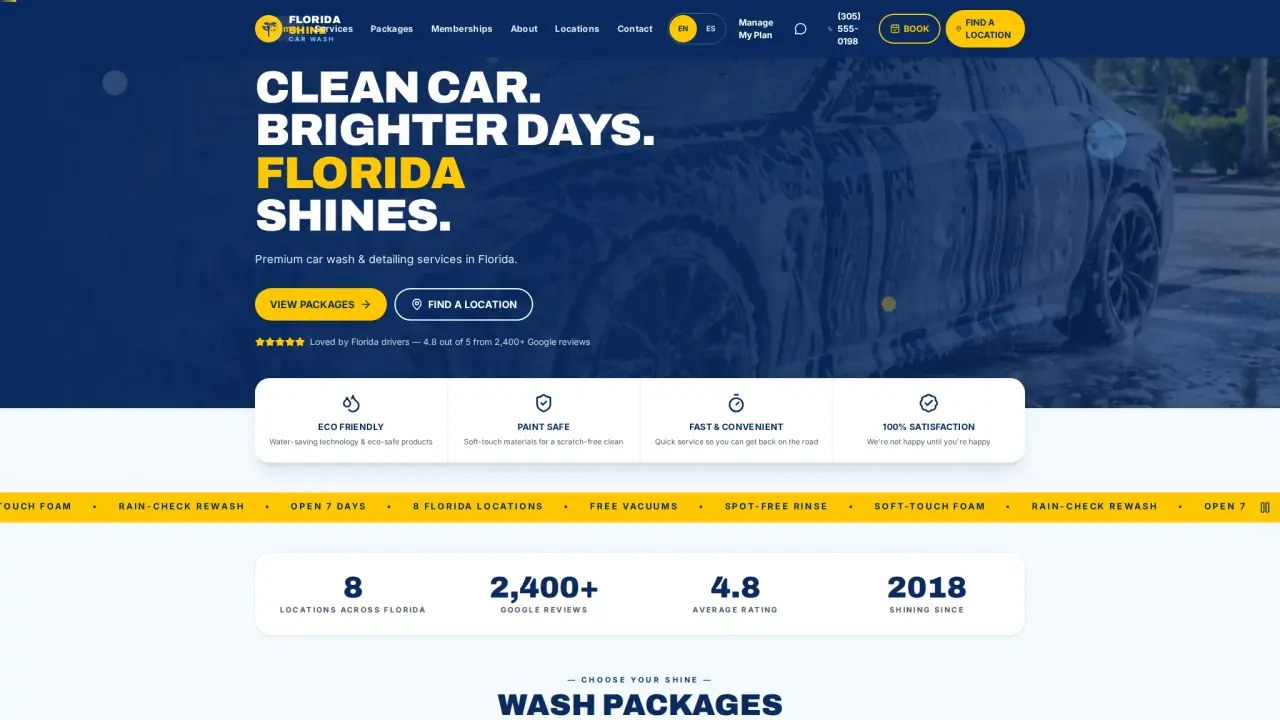 FLORIDA
SHINE
CAR WASH
Services
Packages
Memberships
About
Locations
Contact
EN
ES
Manage
My Plan
(305)
555-
0198
BOOK
FIND A
LOCATION
CLEAN CAR.
BRIGHTER DAYS.
FLORIDA
SHINES.
Premium car wash & detailing services in Florida.
VIEW PACKAGES
FIND A LOCATION
Loved by Florida drivers — 4.8 out of 5 from 2,400+ Google reviews
ECO FRIENDLY
Water-saving technology & eco-safe products
PAINT SAFE
Soft-touch materials for a scratch-free clean
FAST & CONVENIENT
Quick service so you can get back on the road
100% SATISFACTION
We're not happy until you're happy
TOUCH FOAM • RAIN-CHECK REWASH • OPEN 7 DAYS • 8 FLORIDA LOCATIONS • FREE VACUUMS • SPOT-FREE RINSE • SOFT-TOUCH FOAM • RAIN-CHECK REWASH • OPEN 7
8
LOCATIONS ACROSS FLORIDA
2,400+
GOOGLE REVIEWS
4.8
AVERAGE RATING
2018
SHINING SINCE
— CHOOSE YOUR SHINE —
WASH PACKAGES